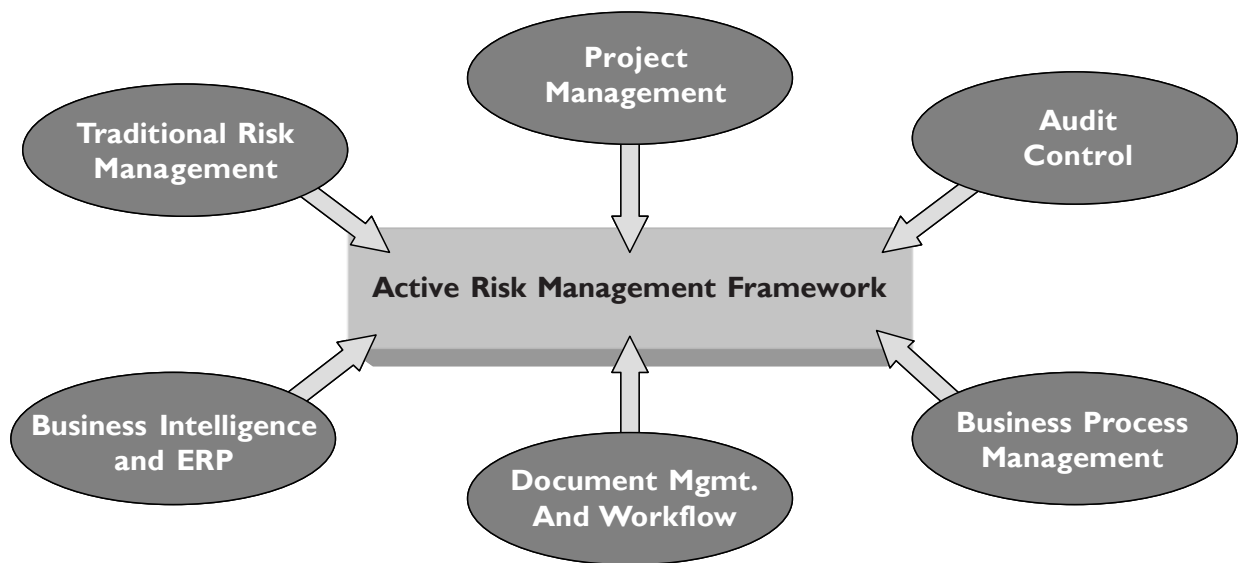 Project
Management
Traditional Risk
Management
Audit
Control
Active Risk Management Framework
Business Intelligence
and ERP
Document Mgmt.
And Workflow
Business Process
Management